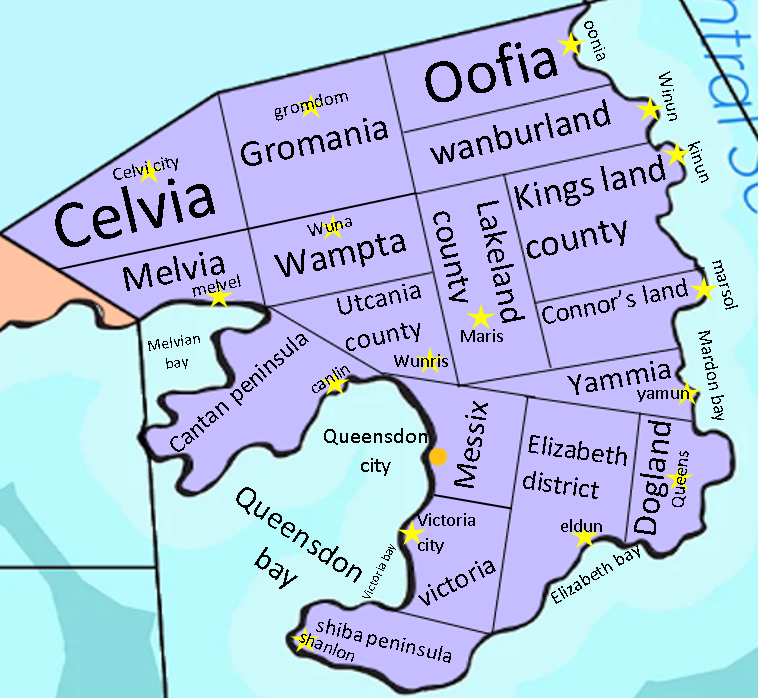 oonia
Oofia
ntral So
gromdom
Gromania
Winun
wanburland
kinun
Celvi city
Celvia
Kings land
county
Lakeland
county
Wuna
Wampta
Melvia
melvel
Utcania
county
Connor's land
marsol
Maris
Wunris
Melvian
bay
Mardon bay
Cantan peninsula
canlin
Yammia
yamun
Queensdon
city
Messix
Elizabeth
district
Dogland
Queens
Queensdon
bay
Victoria
city
eldun
Victoria bay
victoria
Elizabeth bay
shiba peninsula
shanlon